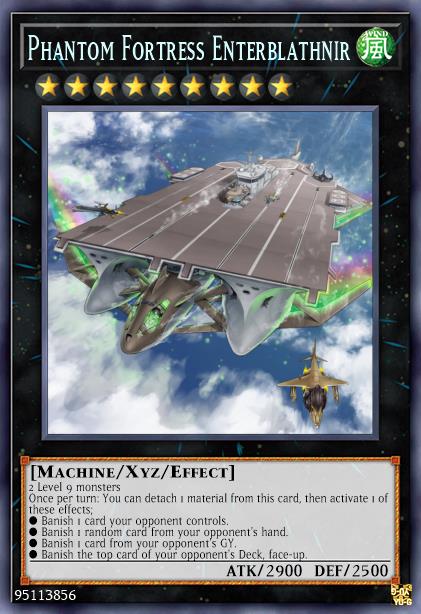 Phantom Fortress Enterblathnir
WIND
風
[Machine/Xyz/Effect]
2 Level 9 monsters
Once per turn: You can detach 1 material from this card, then activate 1 of
these effects;
● Banish 1 card your opponent controls.
● Banish 1 random card from your opponent's hand.
● Banish 1 card from your opponent's GY.
● Banish the top card of your opponent's Deck, face-up.
ATK/2900 DEF/2500
95113856